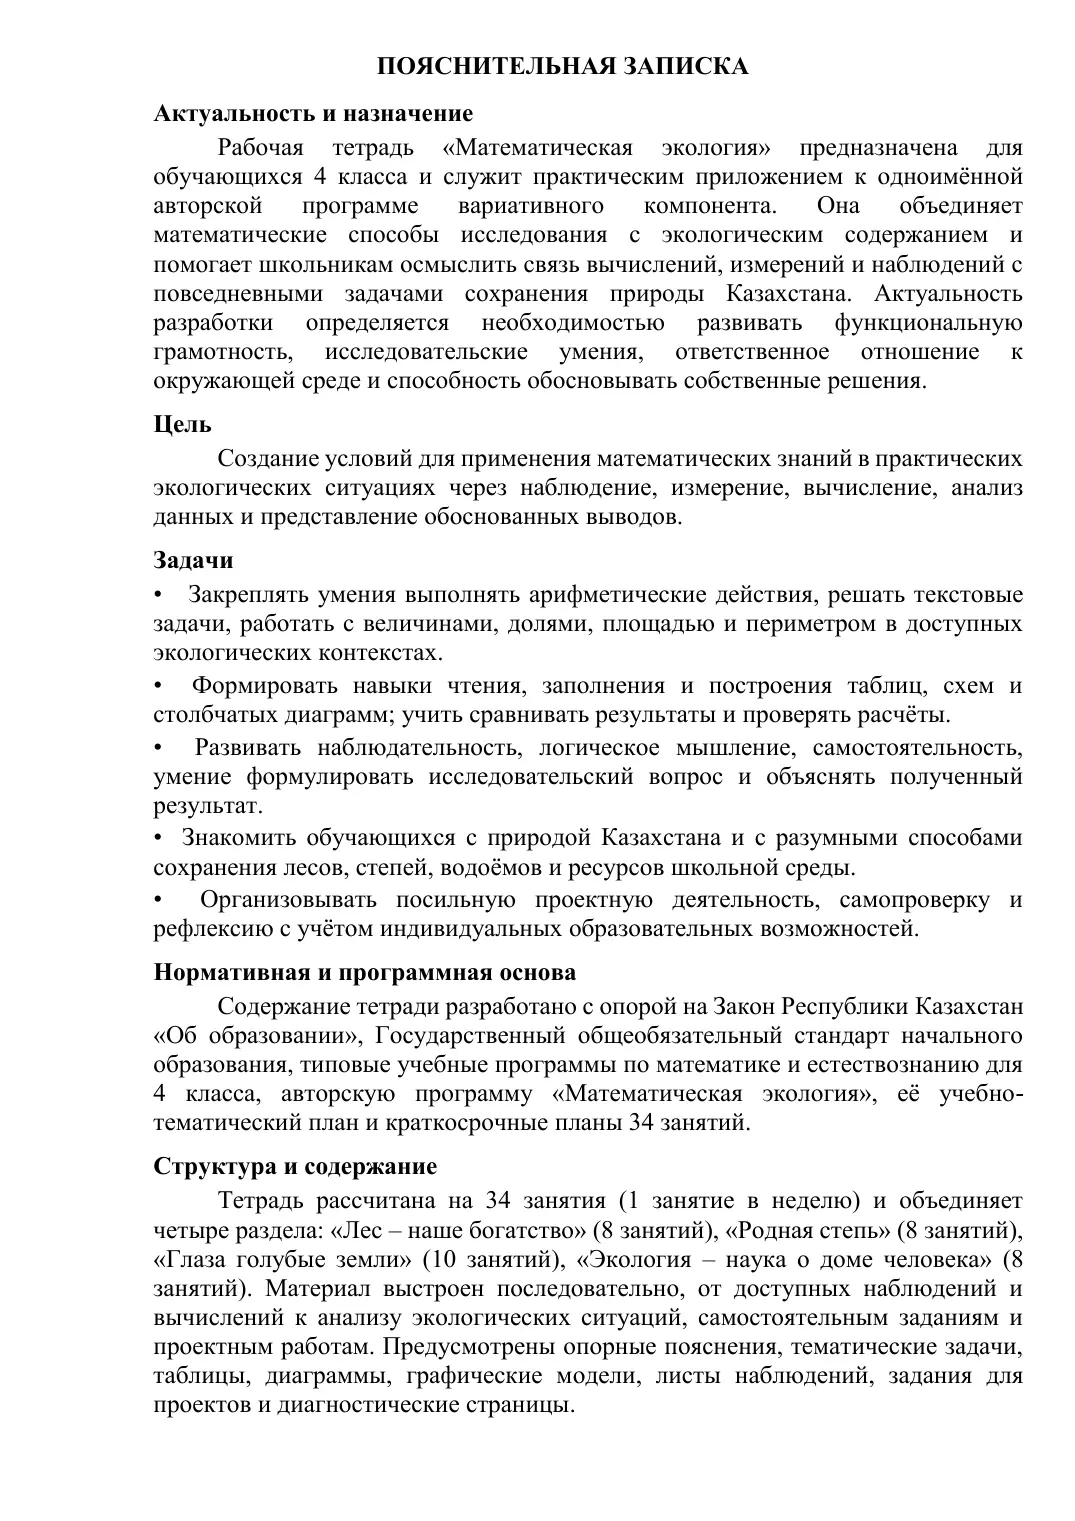 ПОЯСНИТЕЛЬНАЯ ЗАПИСКА
Актуальность и назначение
Рабочая тетрадь «Математическая экология» предназначена для
обучающихся 4 класса и служит практическим приложением к одноимённой
авторской программе вариативного компонента. Она объединяет
математические способы исследования с экологическим содержанием и
помогает школьникам осмыслить связь вычислений, измерений и наблюдений с
повседневными задачами сохранения природы Казахстана. Актуальность
разработки определяется необходимостью развивать функциональную
грамотность, исследовательские умения, ответственное отношение к
окружающей среде и способность обосновывать собственные решения.
Цель
Создание условий для применения математических знаний в практических
экологических ситуациях через наблюдение, измерение, вычисление, анализ
данных и представление обоснованных выводов.
Задачи
• Закреплять умения выполнять арифметические действия, решать текстовые
задачи, работать с величинами, долями, площадью и периметром в доступных
экологических контекстах.
• Формировать навыки чтения, заполнения и построения таблиц, схем и
столбчатых диаграмм; учить сравнивать результаты и проверять расчёты.
• Развивать наблюдательность, логическое мышление, самостоятельность,
умение формулировать исследовательский вопрос и объяснять полученный
результат.
• Знакомить обучающихся с природой Казахстана и с разумными способами
сохранения лесов, степей, водоёмов и ресурсов школьной среды.
• Организовывать посильную проектную деятельность, самопроверку и
рефлексию с учётом индивидуальных образовательных возможностей.
Нормативная и программная основа
Содержание тетради разработано с опорой на Закон Республики Казахстан
«Об образовании», Государственный общеобязательный стандарт начального
образования, типовые учебные программы по математике и естествознанию для
4 класса, авторскую программу «Математическая экология», её учебно-
тематический план и краткосрочные планы 34 занятий.
Структура и содержание
Тетрадь рассчитана на 34 занятия (1 занятие в неделю) и объединяет
четыре раздела: «Лес – наше богатство» (8 занятий), «Родная степь» (8 занятий),
«Глаза голубые земли» (10 занятий), «Экология – наука о доме человека» (8
занятий). Материал выстроен последовательно, от доступных наблюдений и
вычислений к анализу экологических ситуаций, самостоятельным заданиям и
проектным работам. Предусмотрены опорные пояснения, тематические задачи,
таблицы, диаграммы, графические модели, листы наблюдений, задания для
проектов и диагностические страницы.